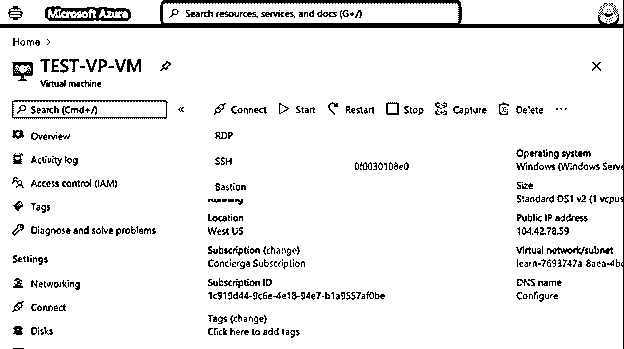 Microsoft Azure
Search resources, services, and docs (G+/)
Home >
TEST-VP-VM
Virtual machine
Search (Cmd+/)
«
Connect
Start
Restart
Stop
Capture
Delete
...
Overview
Activity log
Access control (IAM)
Tags
Diagnose and solve problems
Settings
Networking
Connect
Disks
RDP
SSH
Bastion
0f0030108e0
Running
Location
West US
Subscription (change)
Concierge Subscription
Subscription ID
1c919d44-9c6e-4e18-94e7-b1a9557af0be
Tags (change)
Click here to add tags
Operating system
Windows (Windows Serve
Size
Standard DS1 v2 (1 vcpus
Public IP address
104.42.78.59
Virtual network/subnet
learn-7693747a-8aea-4bd
DNS name
Configure